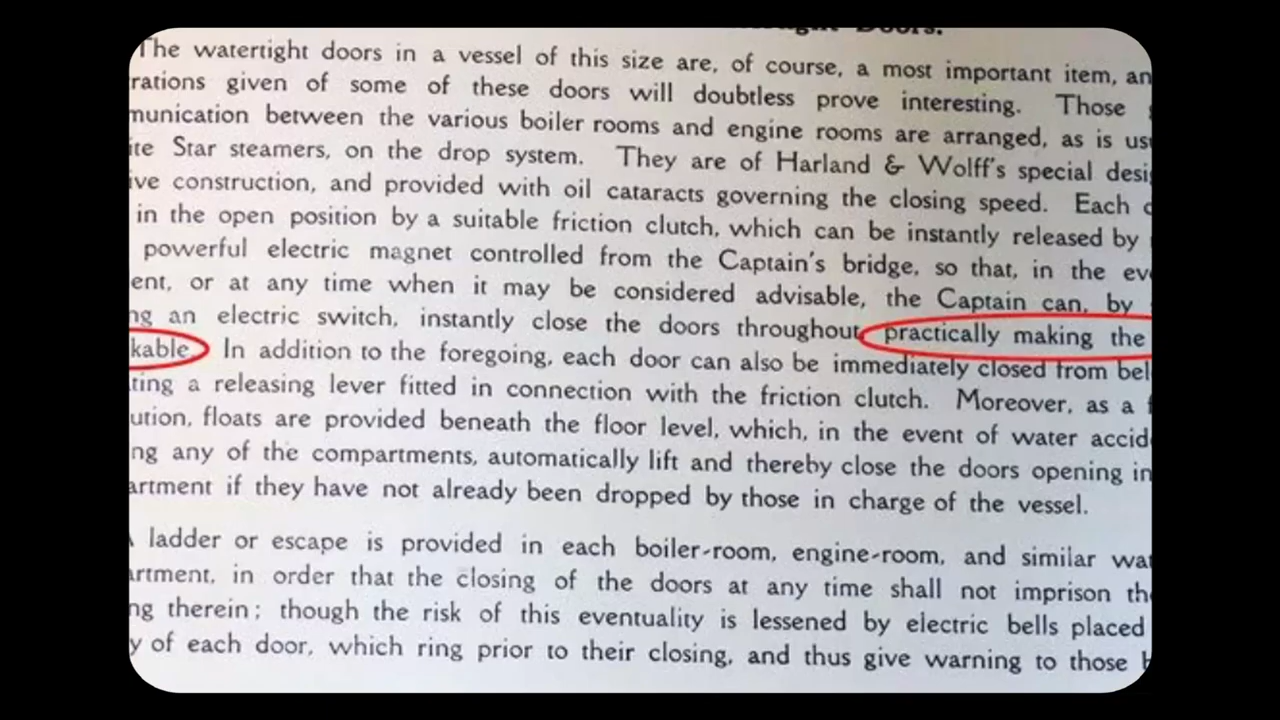 Doors.
The watertight doors in a vessel of this size are, of course, a most important item, an
rations given of some of these doors will doubtless prove interesting. Those
munication between the various boiler rooms and engine rooms are arranged, as is us
ite Star steamers, on the drop system. They are of Harland & Wolff's special desi
ive construction, and provided with oil cataracts governing the closing speed. Each
in the open position by a suitable friction clutch, which can be instantly released by
powerful electric magnet controlled from the Captain's bridge, so that, in the ev
ent, or at any time when it may be considered advisable, the Captain can, by
ng an electric switch, instantly close the doors throughout, practically making the
kable. In addition to the foregoing, each door can also be immediately closed from bel
ting a releasing lever fitted in connection with the friction clutch. Moreover, as a
ution, floats are provided beneath the floor level, which, in the event of water accid
ng any of the compartments, automatically lift and thereby close the doors opening in
artment if they have not already been dropped by those in charge of the vessel.
ladder or escape is provided in each boiler-room, engine-room, and similar wat
artment, in order that the closing of the doors at any time shall not imprison th
ng therein; though the risk of this eventuality is lessened by electric bells placed
y of each door, which ring prior to their closing, and thus give warning to those